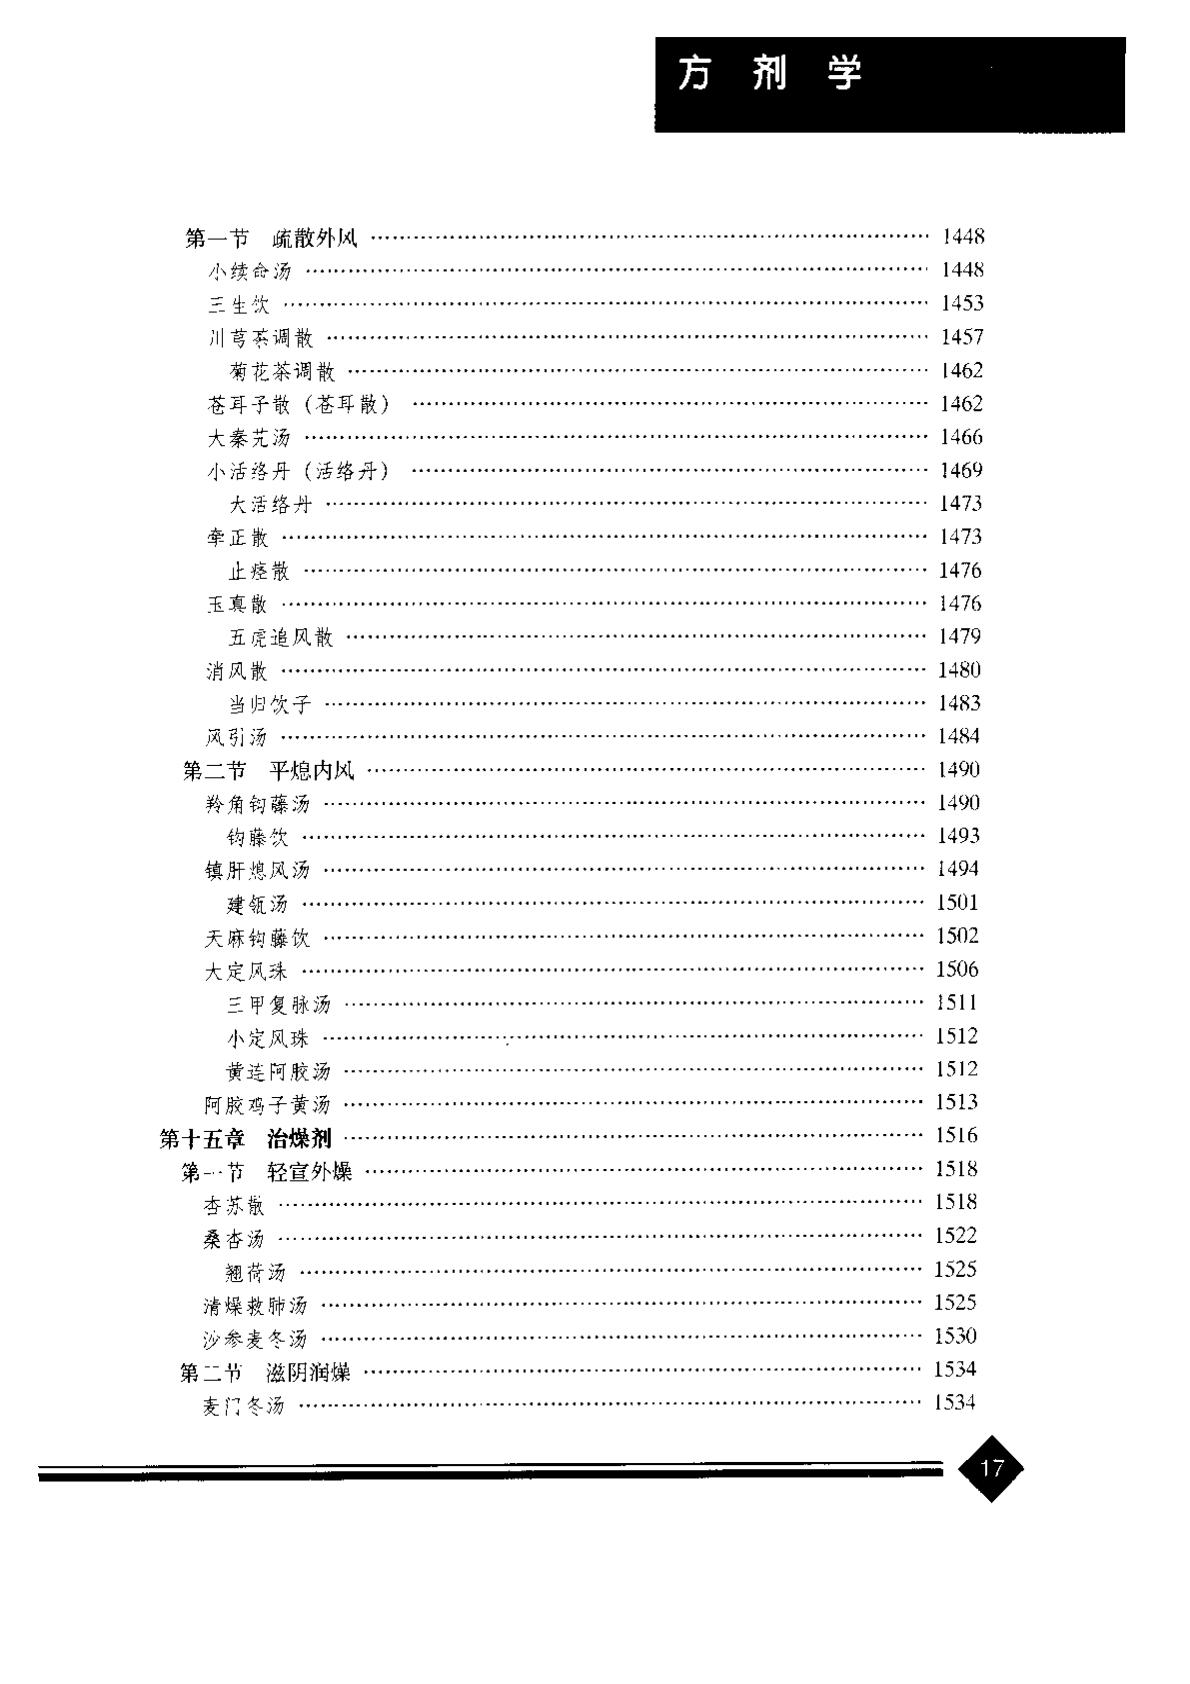 方剂学
第一节　疏散外风 …… 1448
小续命汤 …… 1448
三生饮 …… 1453
川芎茶调散 …… 1457
菊花茶调散 …… 1462
苍耳子散（苍耳散） …… 1462
大秦艽汤 …… 1466
小活络丹（活络丹） …… 1469
大活络丹 …… 1473
牵正散 …… 1473
止痉散 …… 1476
玉真散 …… 1476
五虎追风散 …… 1479
消风散 …… 1480
当归饮子 …… 1483
风引汤 …… 1484
第二节　平熄内风 …… 1490
羚角钩藤汤 …… 1490
钩藤饮 …… 1493
镇肝熄风汤 …… 1494
建瓴汤 …… 1501
天麻钩藤饮 …… 1502
大定风珠 …… 1506
三甲复脉汤 …… 1511
小定风珠 …… 1512
黄连阿胶汤 …… 1512
阿胶鸡子黄汤 …… 1513
第十五章　治燥剂 …… 1516
第一节　轻宣外燥 …… 1518
杏苏散 …… 1518
桑杏汤 …… 1522
翘荷汤 …… 1525
清燥救肺汤 …… 1525
沙参麦冬汤 …… 1530
第二节　滋阴润燥 …… 1534
麦门冬汤 …… 1534
17